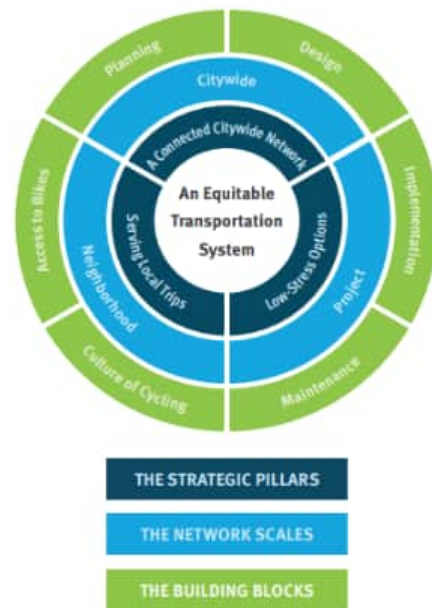 Planning
Design
Citywide
A Connected Citywide Network
An Equitable
Transportation
System
Access to Bikes
Neighborhood
Serving Local Trips
Low-Stress Options
Project
Implementation
Culture of Cycling
Maintenance
THE STRATEGIC PILLARS
THE NETWORK SCALES
THE BUILDING BLOCKS